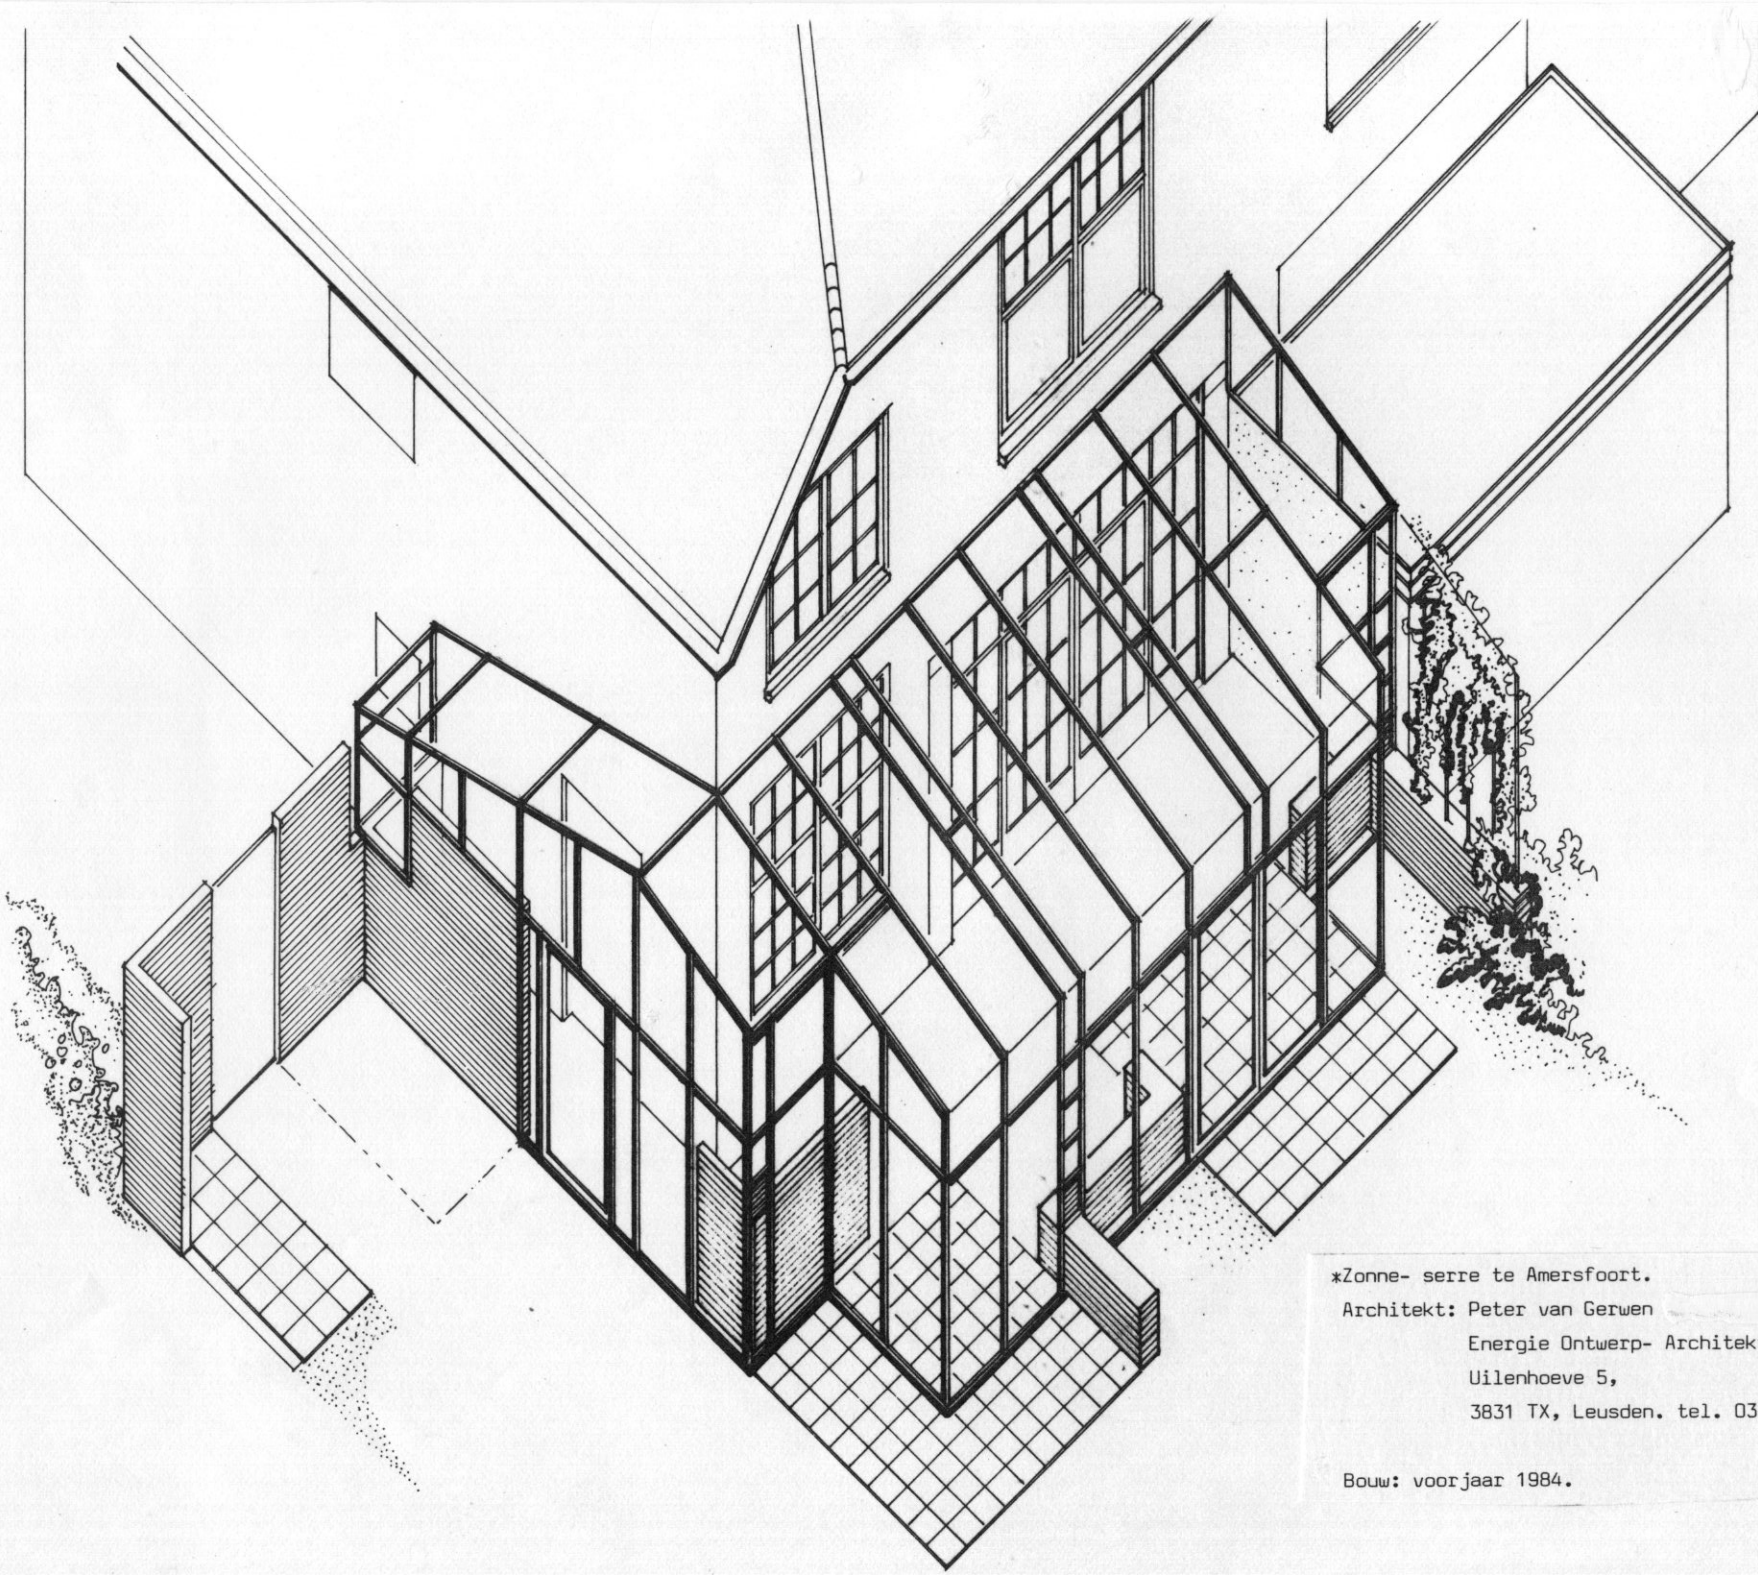 *Zonne- serre te Amersfoort.
Architekt: Peter van Gerwen
Energie Ontwerp- Architek
Uilenhoeve 5,
3831 TX, Leusden. tel. 03
Bouw: voorjaar 1984.